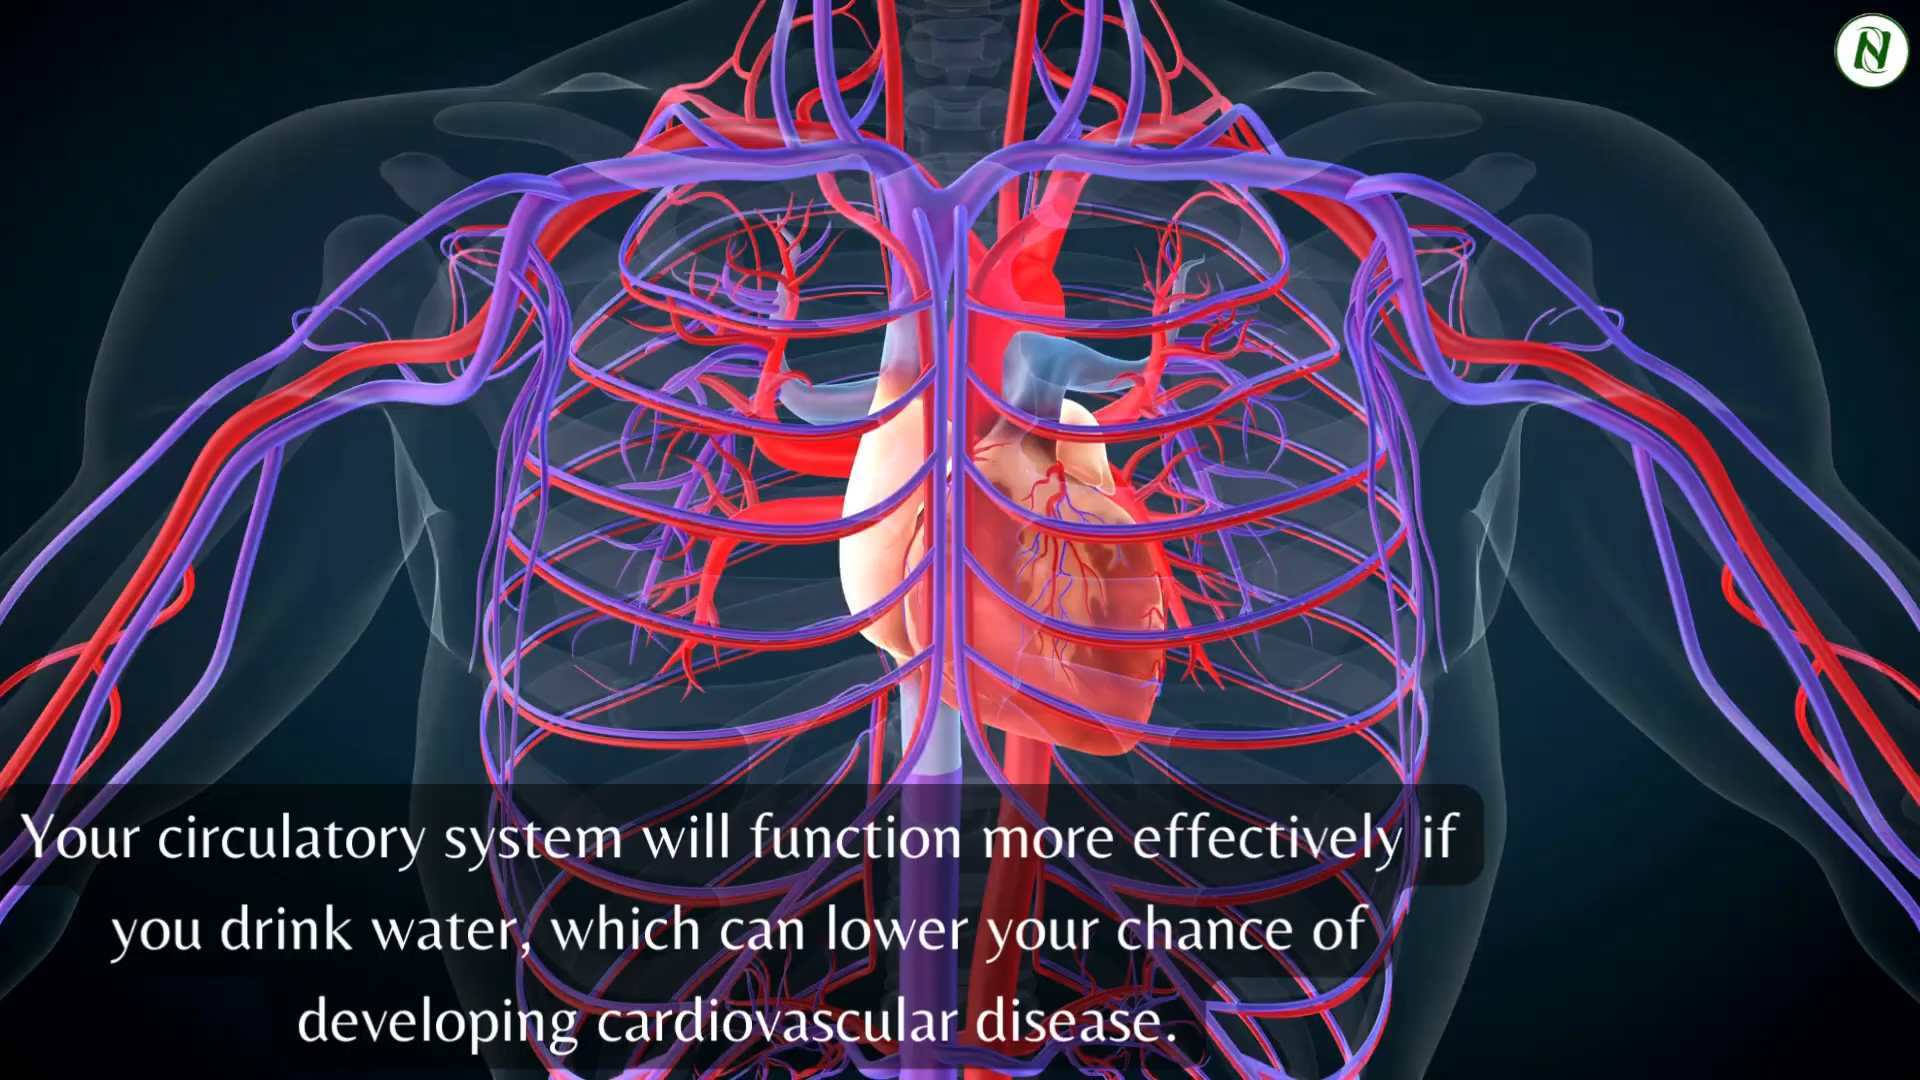 N
Your circulatory system will function more effectively if
you drink water, which can lower your chance of
developing cardiovascular disease.